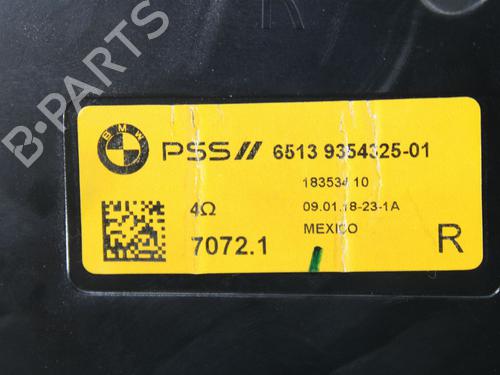 R
B-PARTS
BMW
PSS// 6513 9354325-01
183534 10
4Ω
09.01.18-23-1A
7072.1
MEXICO
R